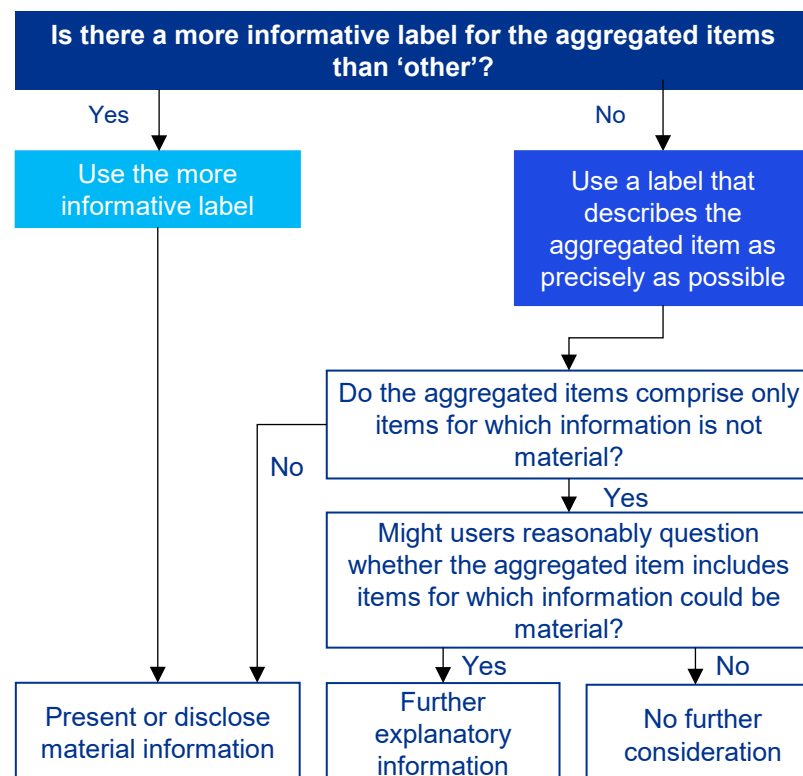 Is there a more informative label for the aggregated items
than ‘other’?
Yes
No
Use the more
informative label
Use a label that
describes the
aggregated item as
precisely as possible
Do the aggregated items comprise only
items for which information is not
material?
No
Yes
Might users reasonably question
whether the aggregated item includes
items for which information could be
material?
Yes
No
Present or disclose
material information
Further
explanatory
information
No further
consideration